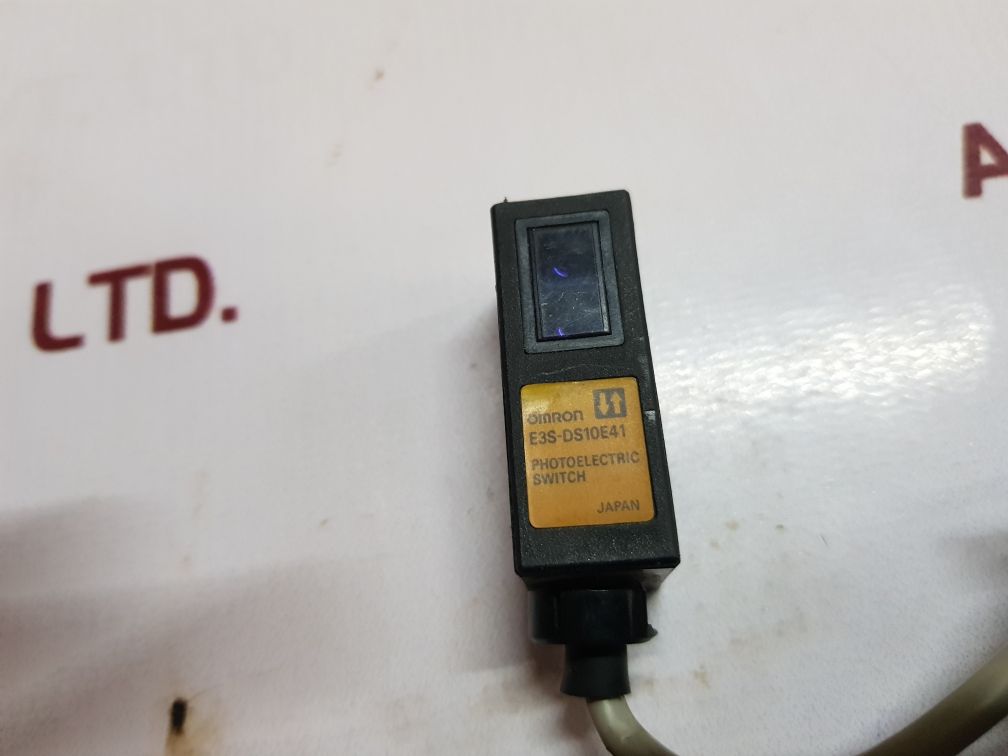 LTD.
A
OMRON
E3S-DS10E41
PHOTOELECTRIC
SWITCH
JAPAN